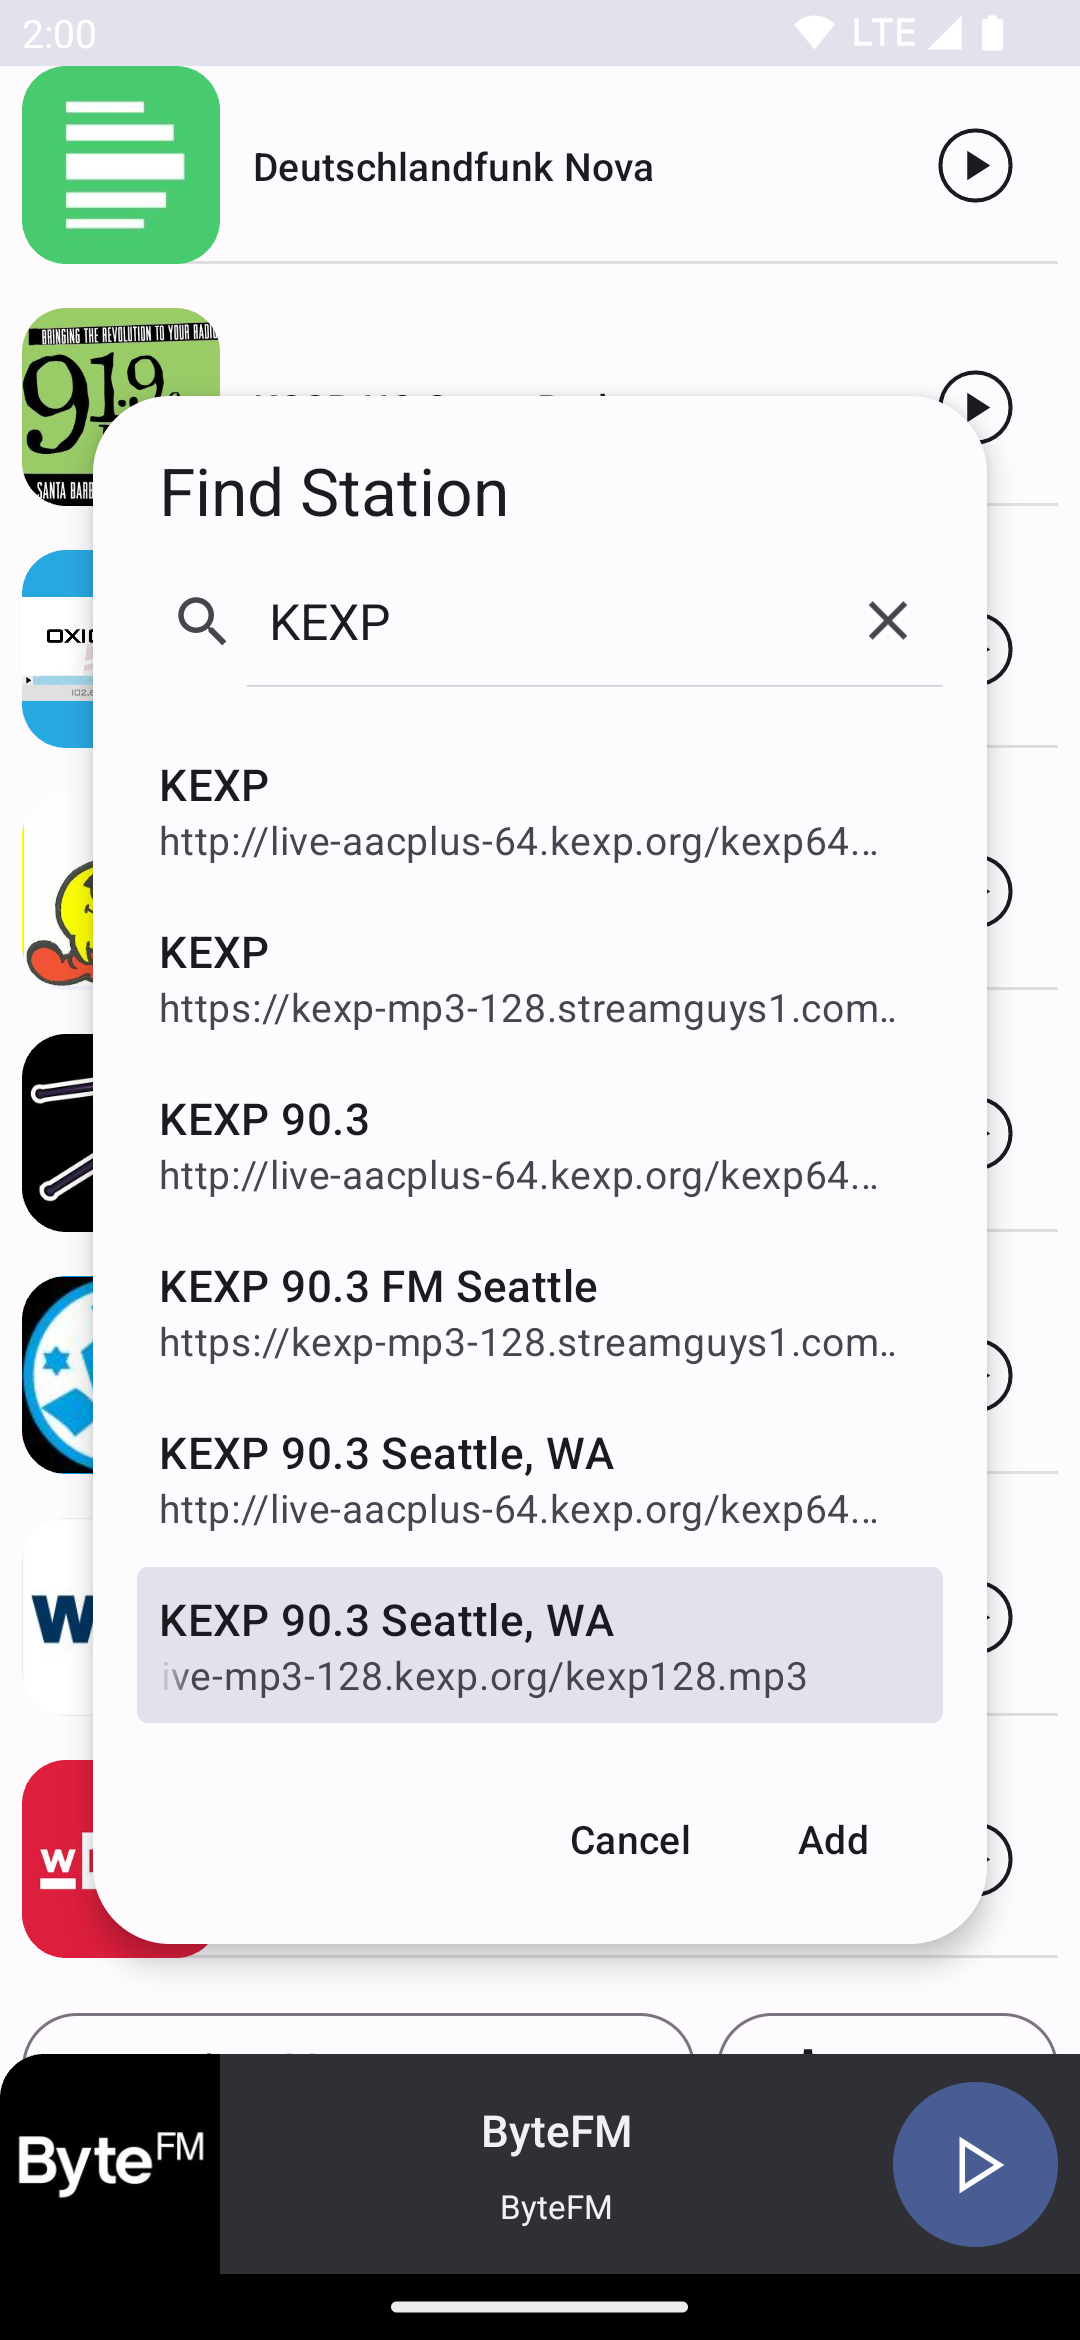 2:00
LTE
Deutschlandfunk Nova
BRINGING THE REVOLUTION TO YOUR RADIO
91.9
SANTA BARB
Find Station
KEXP
OXI
102.
KEXP
http://live-aacplus-64.kexp.org/kexp64...
KEXP
https://kexp-mp3-128.streamguys1.com..
KEXP 90.3
http://live-aacplus-64.kexp.org/kexp64...
KEXP 90.3 FM Seattle
https://kexp-mp3-128.streamguys1.com..
KEXP 90.3 Seattle, WA
http://live-aacplus-64.kexp.org/kexp64...
KEXP 90.3 Seattle, WA
ive-mp3-128.kexp.org/kexp128.mp3
W
Cancel
Add
w
Byte FM
ByteFM
ByteFM